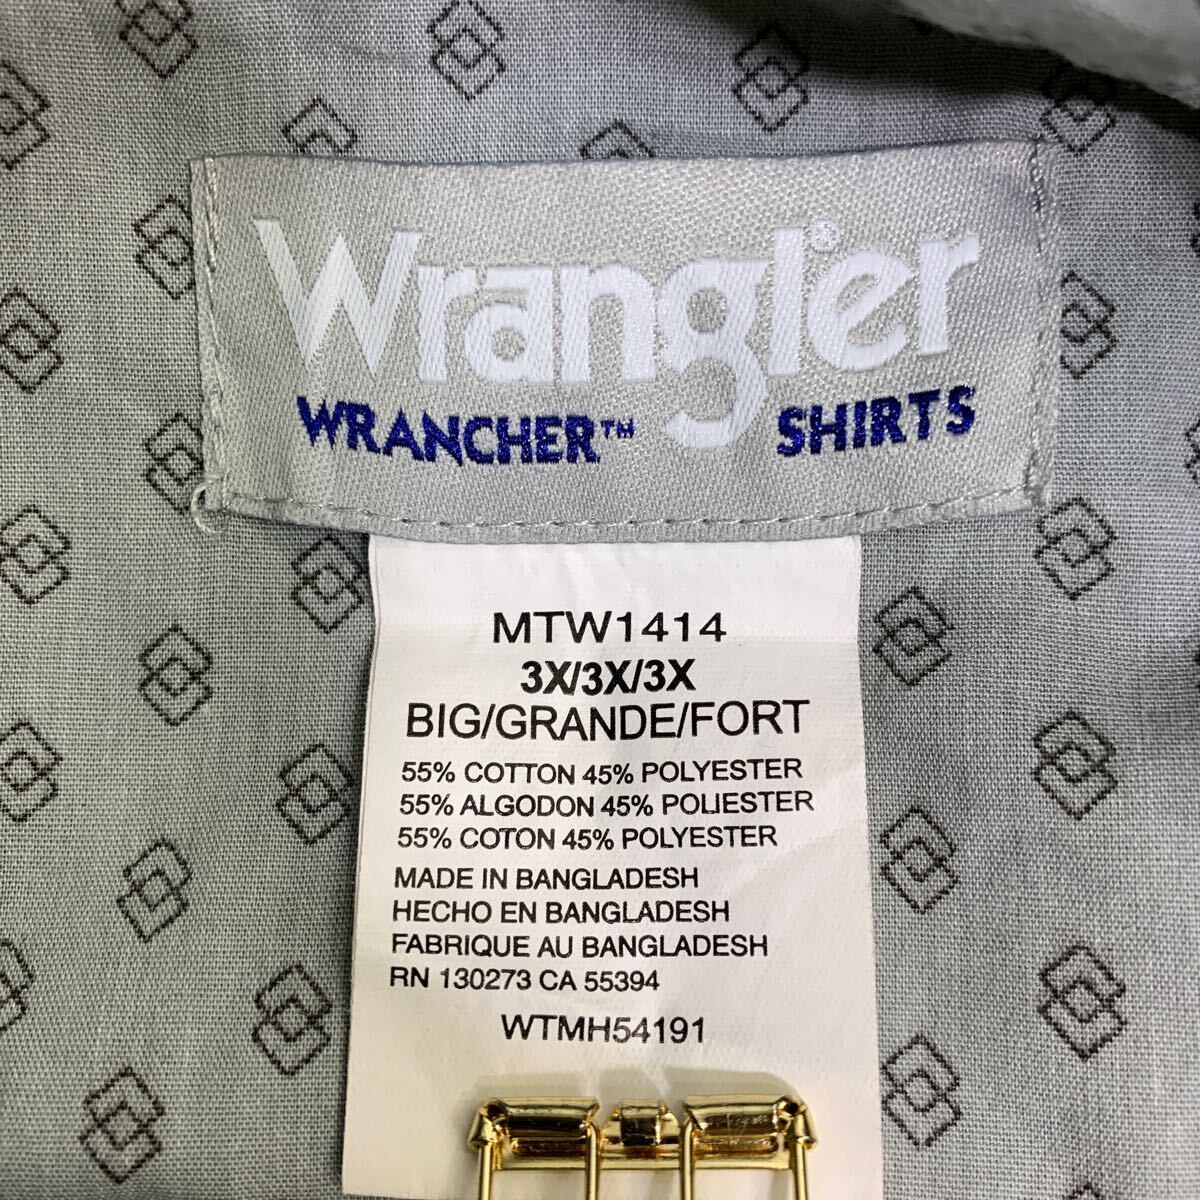 Wrangler®
WRANCHER™ SHIRTS
MTW1414
3X/3X/3X
BIG/GRANDE/FORT
55% COTTON 45% POLYESTER
55% ALGODON 45% POLIESTER
55% COTON 45% POLYESTER
MADE IN BANGLADESH
HECHO EN BANGLADESH
FABRIQUE AU BANGLADESH
RN 130273 CA 55394
WTMH54191